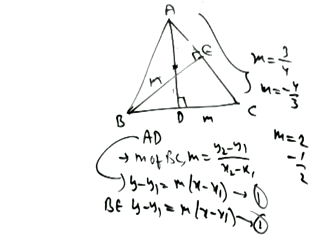 A
E
m
B
D
m
C
m = 3/4
m = -4/3
m = 2
-1/2
AD
→ m of BC, m = y₂-y₁/x₂-x₁
y-y₁ = m(x-x₁) → ①
BE y-y₁ = m(x-x₁) → ②